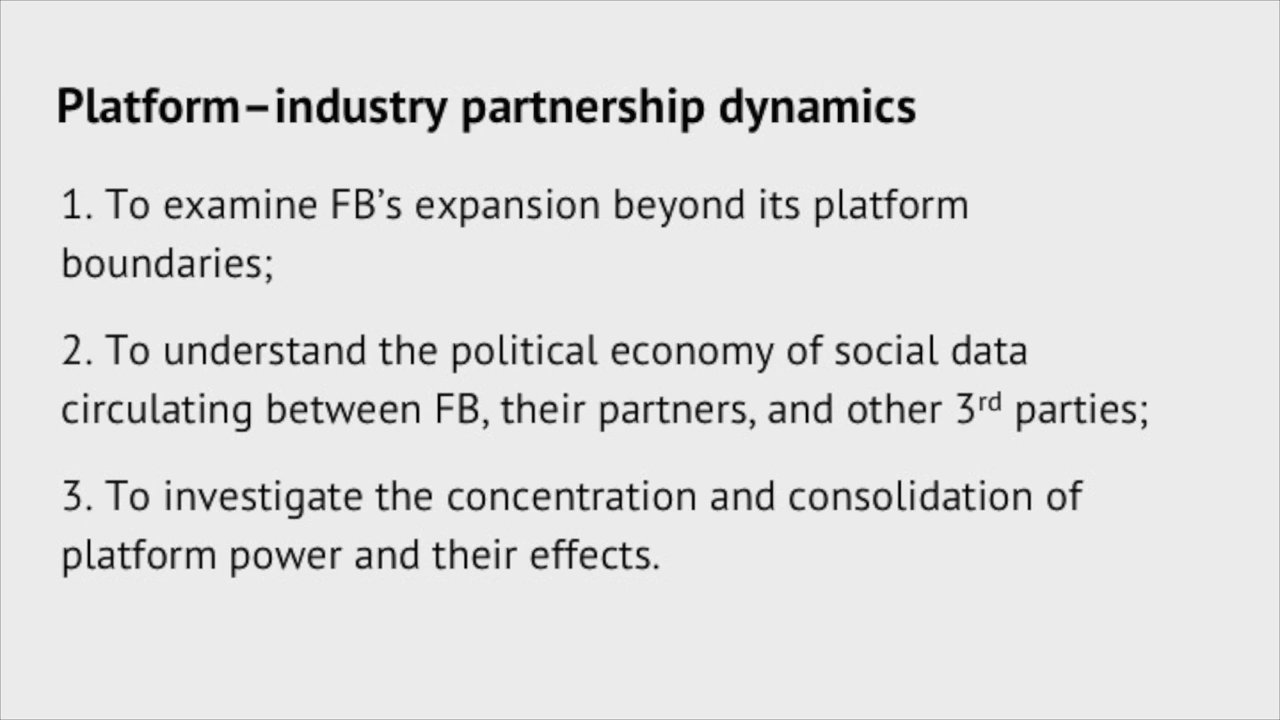 Platform–industry partnership dynamics
1. To examine FB’s expansion beyond its platform
boundaries;
2. To understand the political economy of social data
circulating between FB, their partners, and other 3rd parties;
3. To investigate the concentration and consolidation of
platform power and their effects.